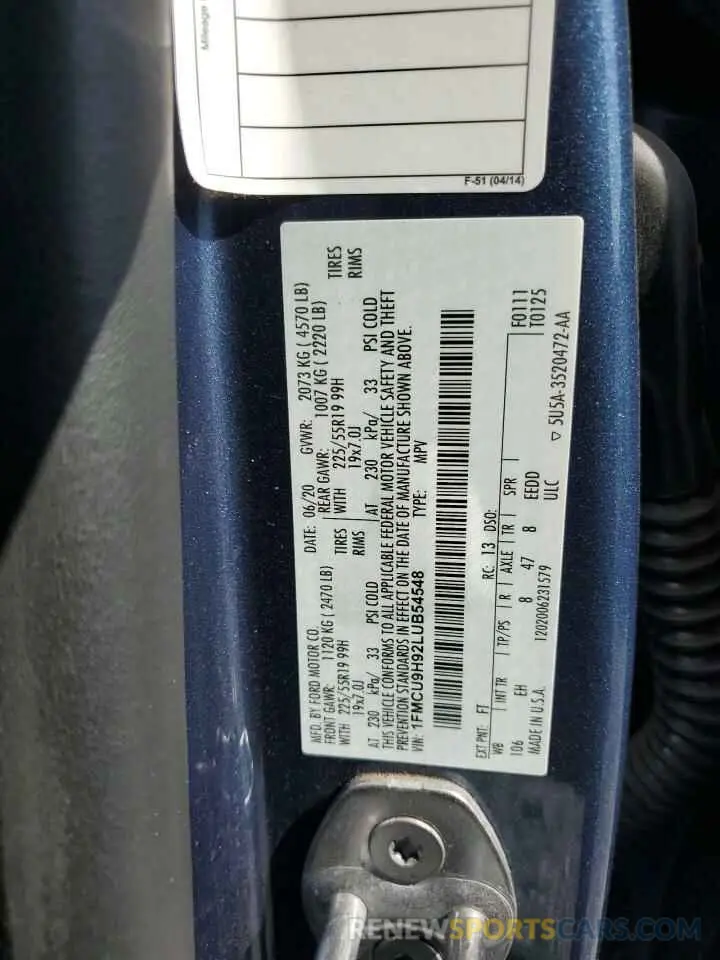 Mileage
F-51 (04/14)
MFD. BY FORD MOTOR CO.
DATE: 06/20 GVWR: 2073 KG ( 4570 LB)
FRONT GAWR: 1120 KG ( 2470 LB) REAR GAWR: 1007 KG ( 2220 LB)
WITH 225/55R19 99H TIRES WITH 225/55R19 99H TIRES
19x7.0J RIMS 19x7.0J RIMS
AT 230 kPa/ 33 PSI COLD AT 230 kPa/ 33 PSI COLD
THIS VEHICLE CONFORMS TO ALL APPLICABLE FEDERAL MOTOR VEHICLE SAFETY AND THEFT
PREVENTION STANDARDS IN EFFECT ON THE DATE OF MANUFACTURE SHOWN ABOVE.
VIN: 1FMCU9H92LUB54548 TYPE: MPV
EXT PNT: FT RC: 13 DSO: F0111
WB INT TR TP/PS R AXLE TR SPR T0125
106 EH 8 47 8 EEDD
MADE IN U.S.A. 1202006231579 ULC
▽ 5U5A-3520472-AA
RENEWSPORTSCARS.COM